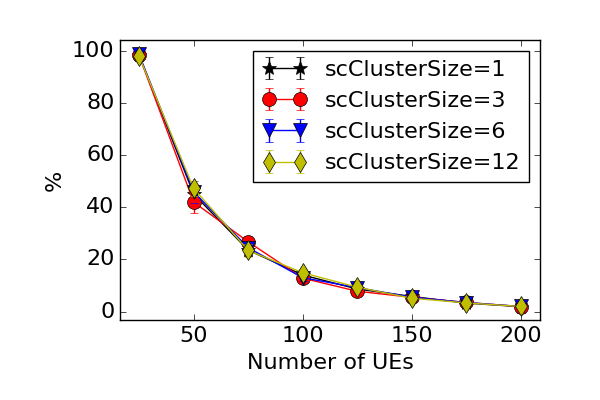 100
80
60
40
20
0
%
scClusterSize=1
scClusterSize=3
scClusterSize=6
scClusterSize=12
50
100
150
200
Number of UEs